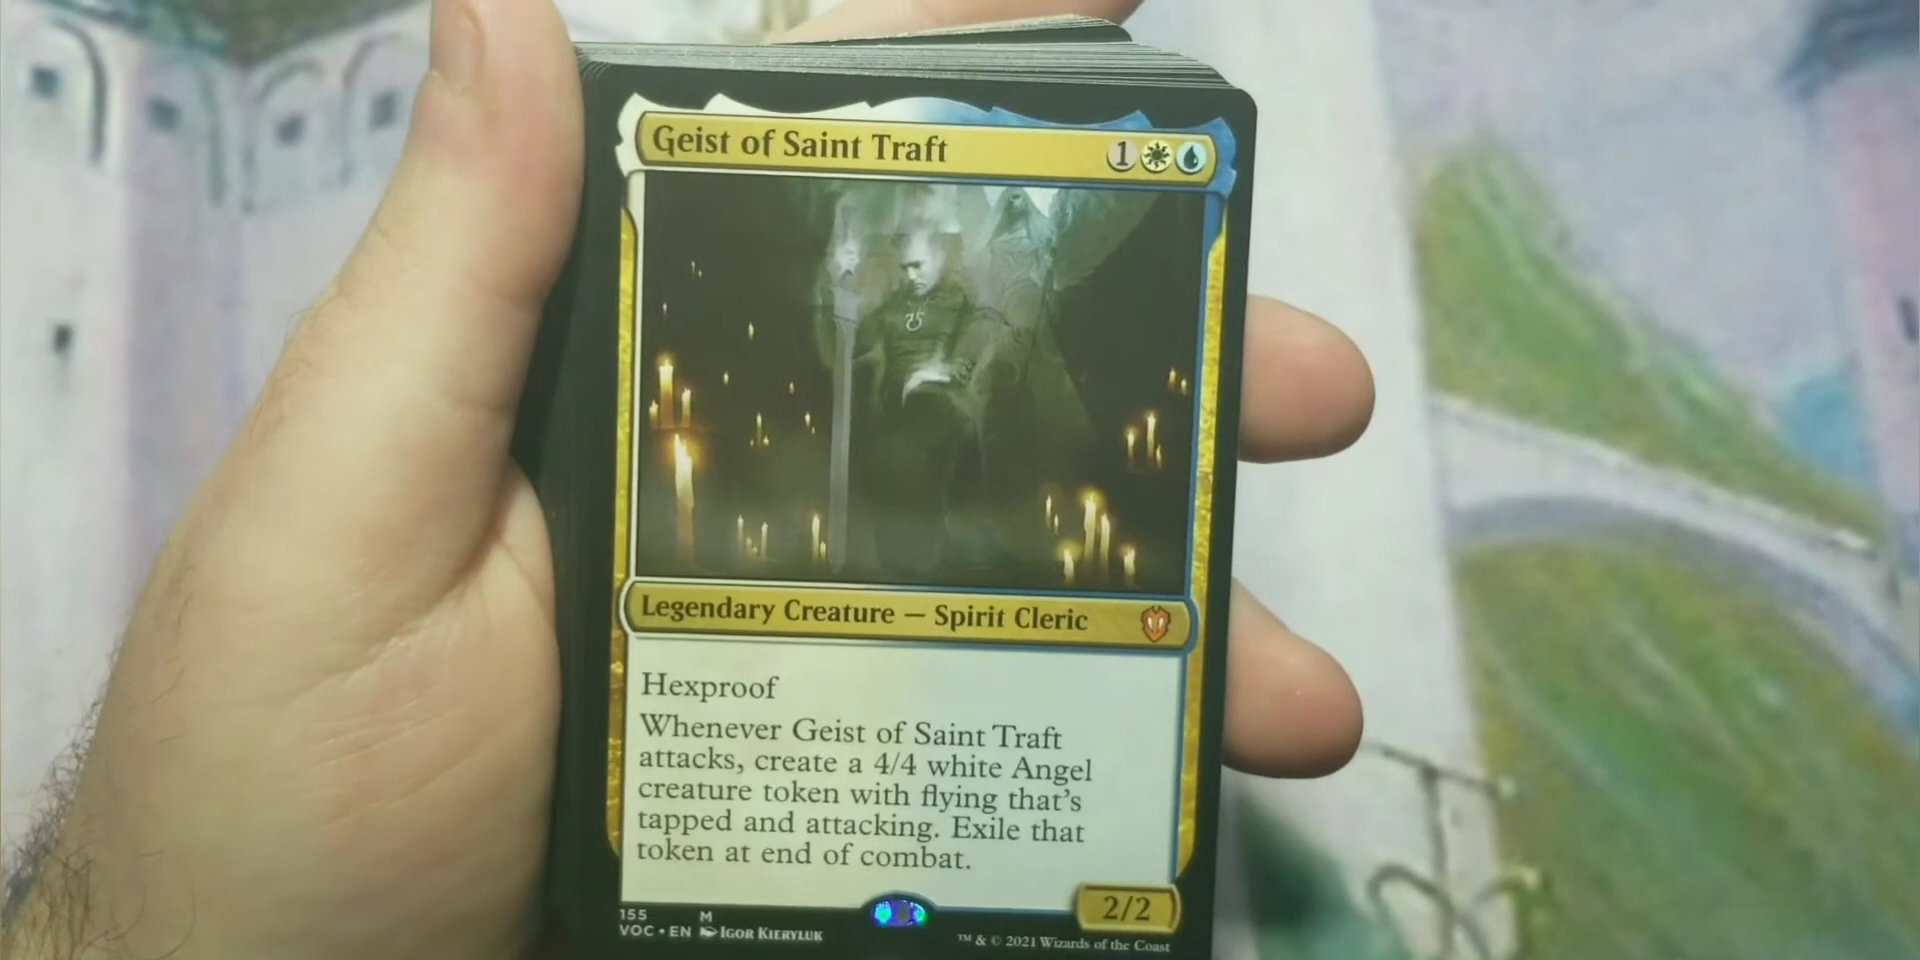 Geist of Saint Traft 1
Legendary Creature — Spirit Cleric
Hexproof
Whenever Geist of Saint Traft
attacks, create a 4/4 white Angel
creature token with flying that's
tapped and attacking. Exile that
token at end of combat.
2/2
155 M
VOC • EN Igor Kieryluk
™ & © 2021 Wizards of the Coast